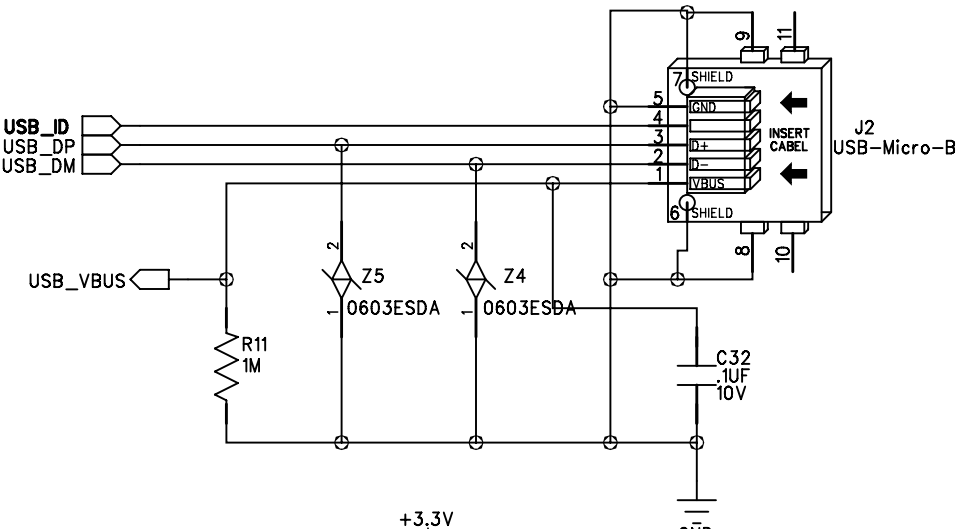 9
11
7 SHIELD
5 GND
USB_ID
4
J2
USB_DP
3 D+
INSERT
CABEL
USB-Micro-B
USB_DM
2 D-
1 VBUS
6 SHIELD
8
10
2
2
USB_VBUS
Z5
Z4
1
0603ESDA
1
0603ESDA
R11
1M
C32
.1UF
10V
+3.3V